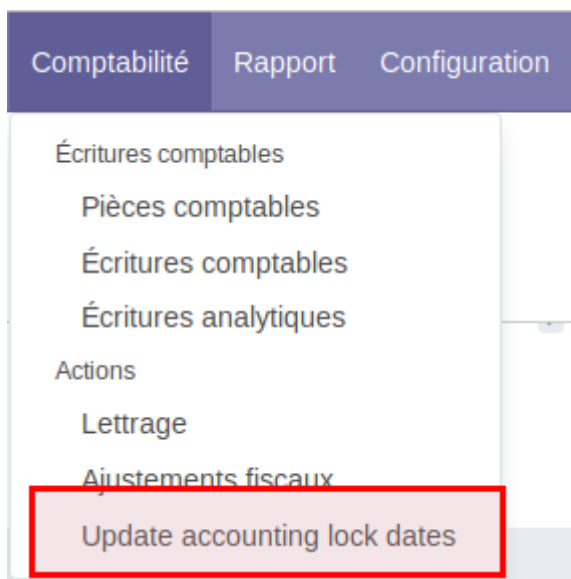 Comptabilité Rapport Configuration
Écritures comptables
Pièces comptables
Écritures comptables
Écritures analytiques
Actions
Lettrage
Ajustements fiscaux
Update accounting lock dates